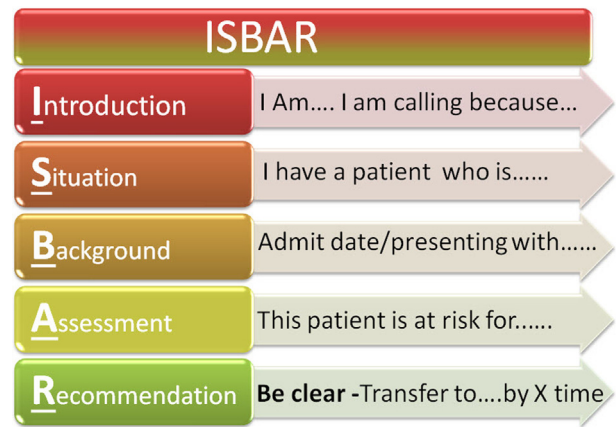 ISBAR
Introduction I Am.... I am calling because...
Situation I have a patient who is......
Background Admit date/presenting with......
Assessment This patient is at risk for......
Recommendation Be clear -Transfer to....by X time